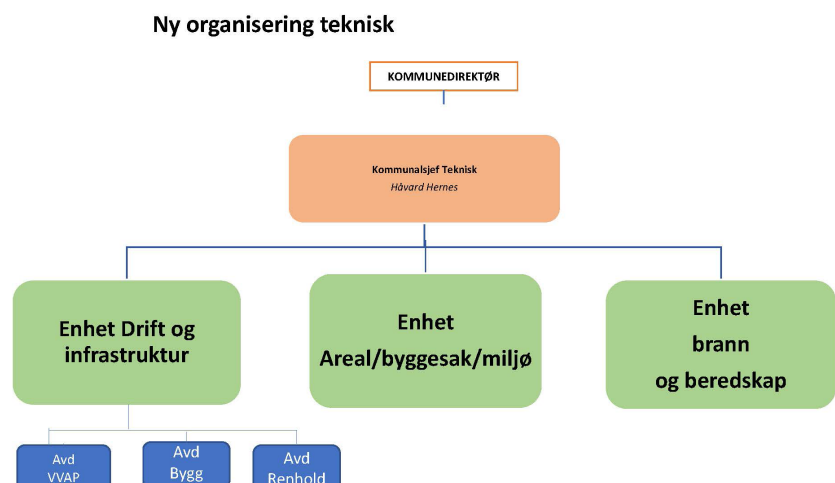 Ny organisering teknisk
KOMMUNEDIREKTØR
Kommunalsjef Teknisk
Håvard Hernes
Enhet Drift og
infrastruktur
Enhet
Areal/byggesak/miljø
Enhet
brann
og beredskap
Avd
VVAP
Avd
Bygg
Avd
Renhold